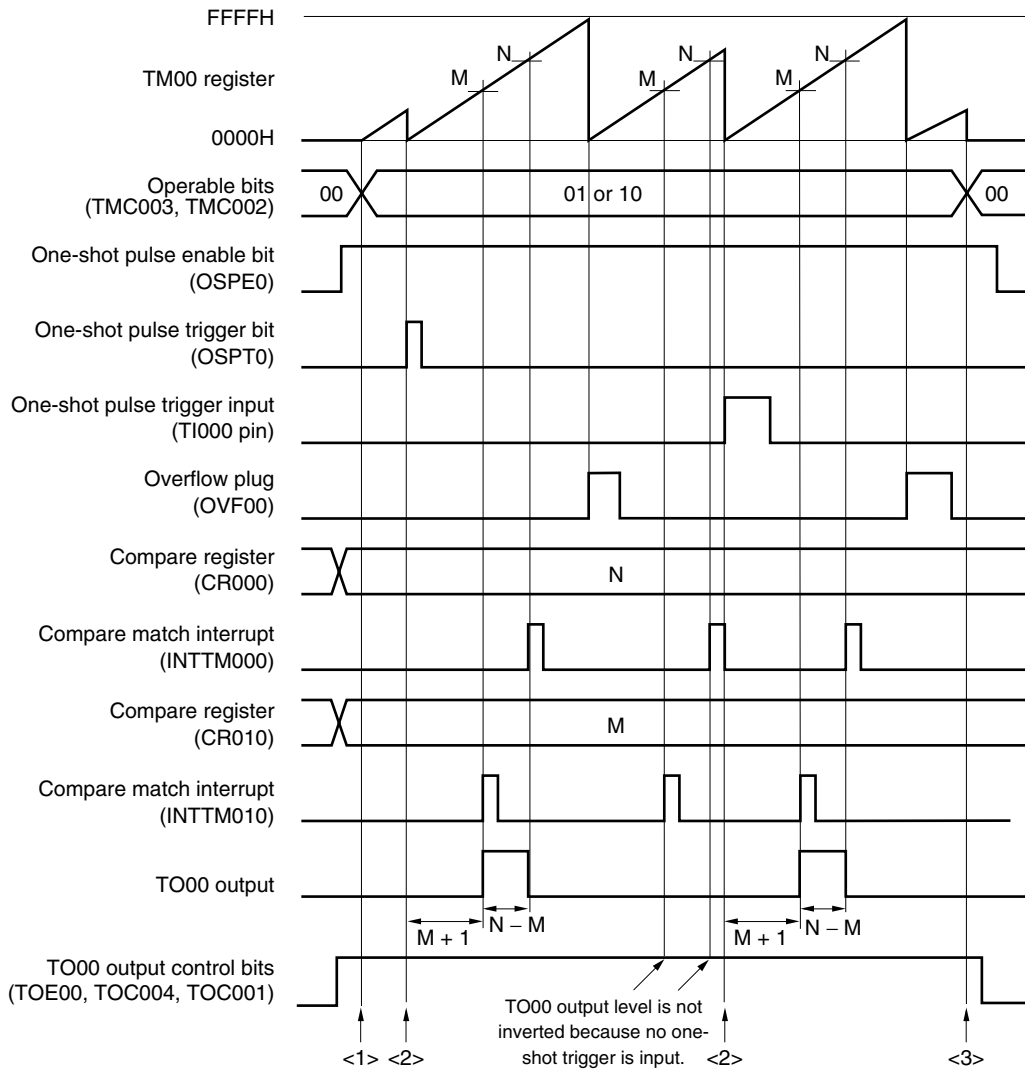 FFFFH
N
N
N
M
M
M
TM00 register
0000H
Operable bits
(TMC003, TMC002)
00
01 or 10
00
One-shot pulse enable bit
(OSPE0)
One-shot pulse trigger bit
(OSPT0)
One-shot pulse trigger input
(TI000 pin)
Overflow plug
(OVF00)
Compare register
(CR000)
N
Compare match interrupt
(INTTM000)
Compare register
(CR010)
M
Compare match interrupt
(INTTM010)
TO00 output
M + 1
N − M
M + 1
N − M
TO00 output control bits
(TOE00, TOC004, TOC001)
TO00 output level is not
inverted because no one-
shot trigger is input.
<1>
<2>
<2>
<3>